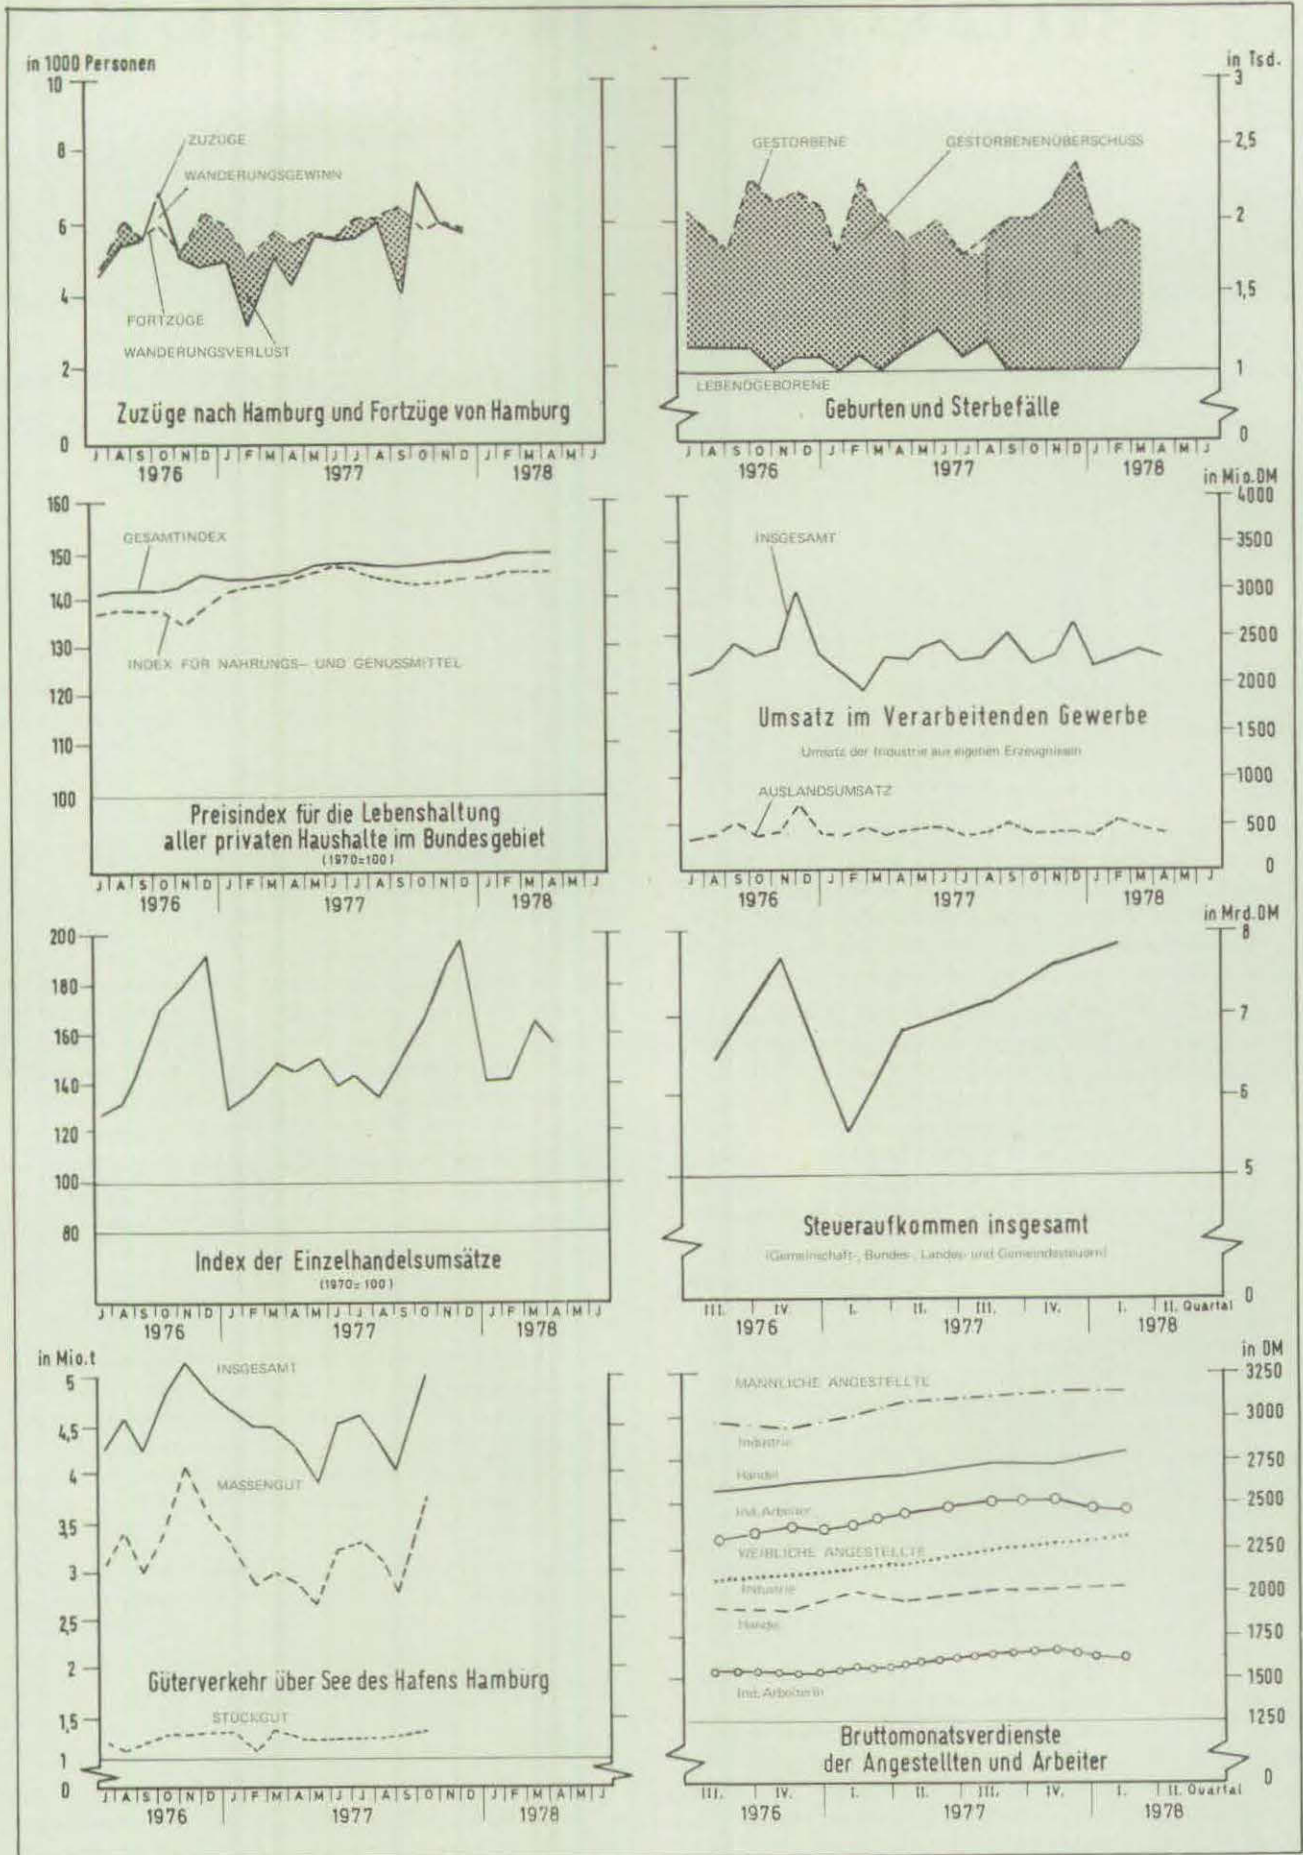 in 1000 Personen
10
8
6
4
2
0
ZUZÜGE
WANDERUNGSGEWINN
FORTZÜGE
WANDERUNGSVERLUST
Zuzüge nach Hamburg und Fortzüge von Hamburg
J A S O N D J F M A M J J A S O N D J F M A M J
1976 1977 1978
in Tsd.
3
2,5
2
1,5
1
0
GESTORBENE
GESTORBENENÜBERSCHUSS
LEBENDGEBORENE
Geburten und Sterbefälle
J A S O N D J F M A M J J A S O N D J F M A M J
1976 1977 1978
160
150
140
130
120
110
100
GESAMTINDEX
INDEX FÜR NAHRUNGS- UND GENUSSMITTEL
Preisindex für die Lebenshaltung
aller privaten Haushalte im Bundesgebiet
(1970=100)
J A S O N D J F M A M J J A S O N D J F M A M J
1976 1977 1978
in Mio.DM
4000
3500
3000
2500
2000
1500
1000
500
0
INSGESAMT
Umsatz im Verarbeitenden Gewerbe
Umsatz der Industrie aus eigenen Erzeugnissen
AUSLANDSUMSATZ
J A S O N D J F M A M J J A S O N D J F M A M J
1976 1977 1978
200
180
160
140
120
100
80
Index der Einzelhandelsumsätze
(1970=100)
J A S O N D J F M A M J J A S O N D J F M A M J
1976 1977 1978
in Mrd.DM
8
7
6
5
0
Steueraufkommen insgesamt
(Gemeinschaft-, Bundes-, Landes- und Gemeindesteuern)
III. IV. I. II. III. IV. I. II. Quartal
1976 1977 1978
in Mio.t
5
4,5
4
3,5
3
2,5
2
1,5
1
0
INSGESAMT
MASSENGUT
Güterverkehr über See des Hafens Hamburg
STÜCKGUT
J A S O N D J F M A M J J A S O N D J F M A M J
1976 1977 1978
in DM
3250
3000
2750
2500
2250
2000
1750
1500
1250
0
MÄNNLICHE ANGESTELLTE
Industrie
Handel
Ind. Arbeiter
WEIBLICHE ANGESTELLTE
Industrie
Handel
Ind. Arbeiterin
Bruttomonatsverdienste
der Angestellten und Arbeiter
III. IV. I. II. III. IV. I. II. Quartal
1976 1977 1978